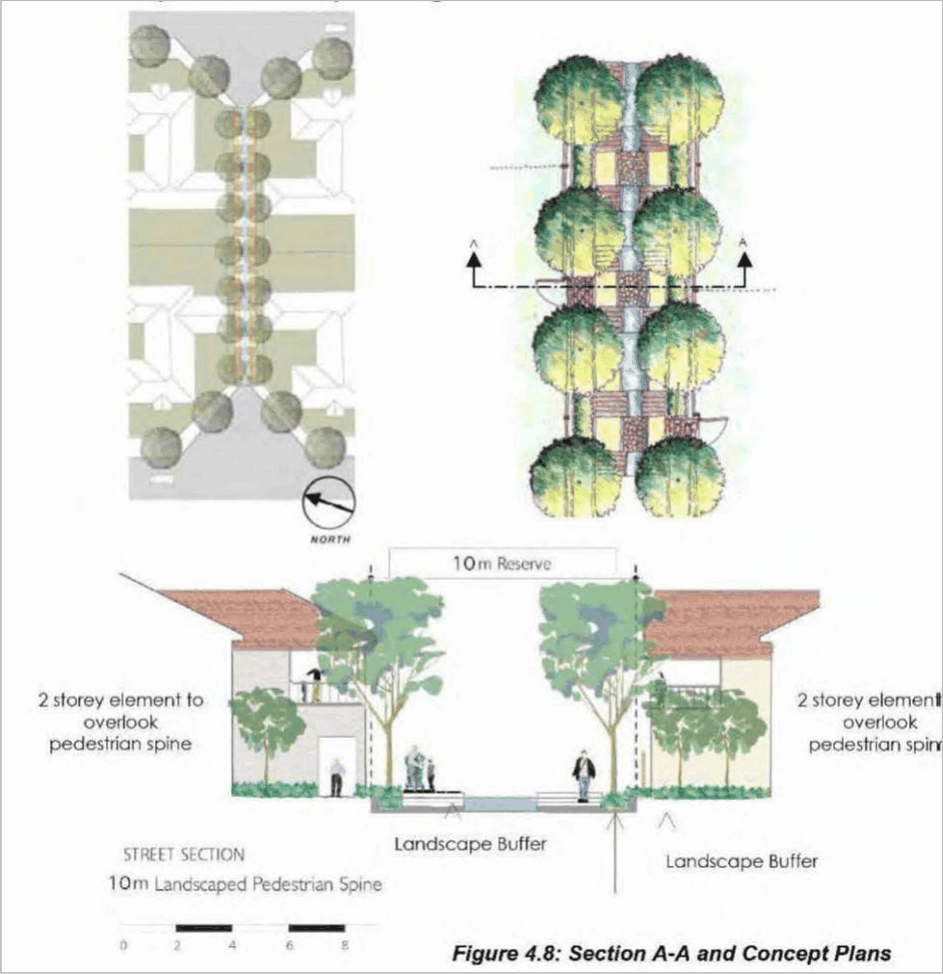 A
A
NORTH
10m Reserve
2 storey element to
overlook
pedestrian spine
2 storey element
overlook
pedestrian spin
Landscape Buffer
Landscape Buffer
STREET SECTION
10m Landscaped Pedestrian Spine
0 2 4 6 8
Figure 4.8: Section A-A and Concept Plans